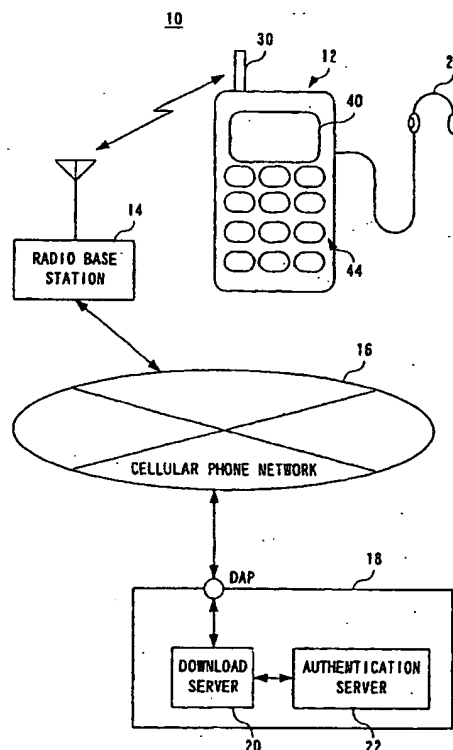 10
30
12
2
40
14
RADIO BASE
STATION
44
16
CELLULAR PHONE NETWORK
DAP
18
DOWNLOAD
SERVER
AUTHENTICATION
SERVER
20
22